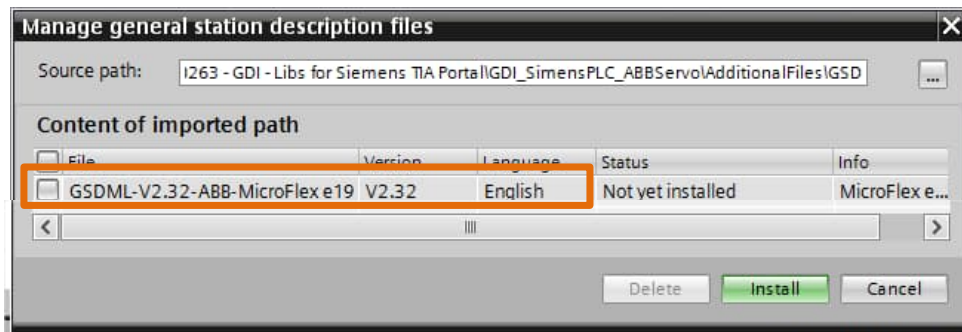 Manage general station description files
Source path: 1263 - GDI - Libs for Siemens TIA Portal\GDI_SimensPLC_ABBServo\AdditionalFiles\GSD ...
Content of imported path
File Version Language Status Info
GSDML-V2.32-ABB-MicroFlex e19 V2.32 English Not yet installed MicroFlex e...
Delete Install Cancel